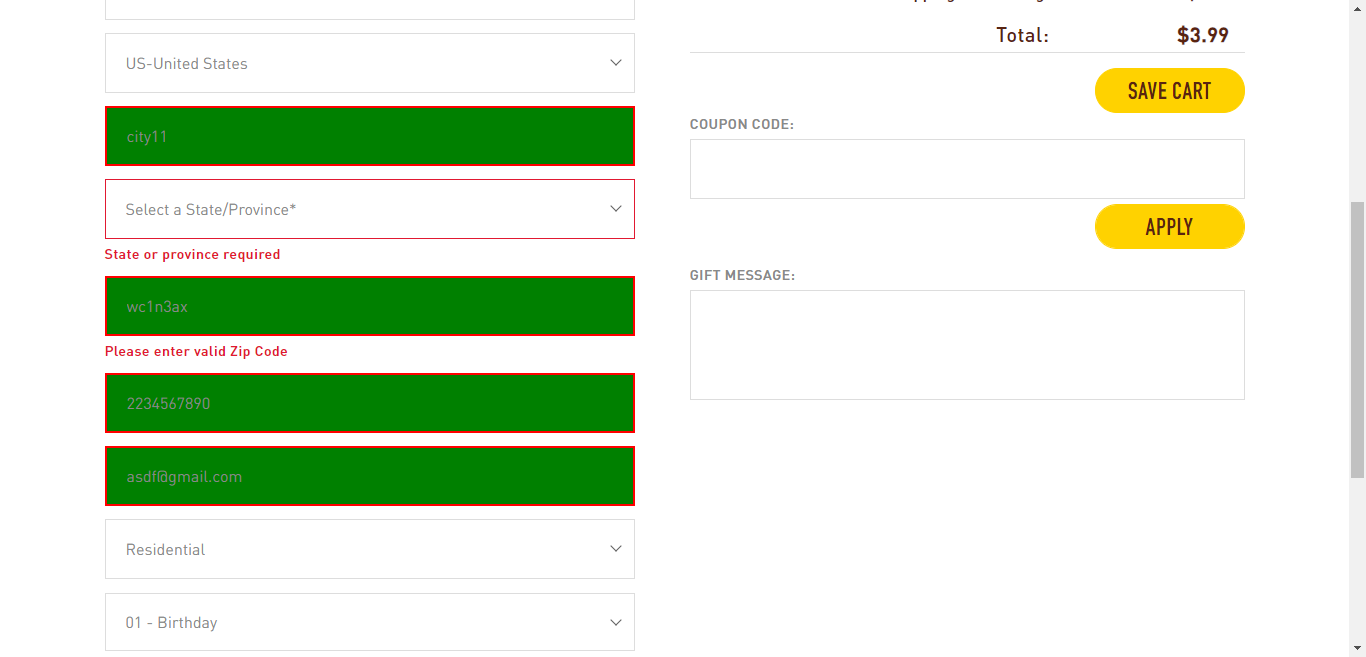 US-United States
city11
Select a State/Province*
State or province required
wc1n3ax
Please enter valid Zip Code
2234567890
asdf@gmail.com
Residential
01 - Birthday
Total: $3.99
SAVE CART
COUPON CODE:
APPLY
GIFT MESSAGE: